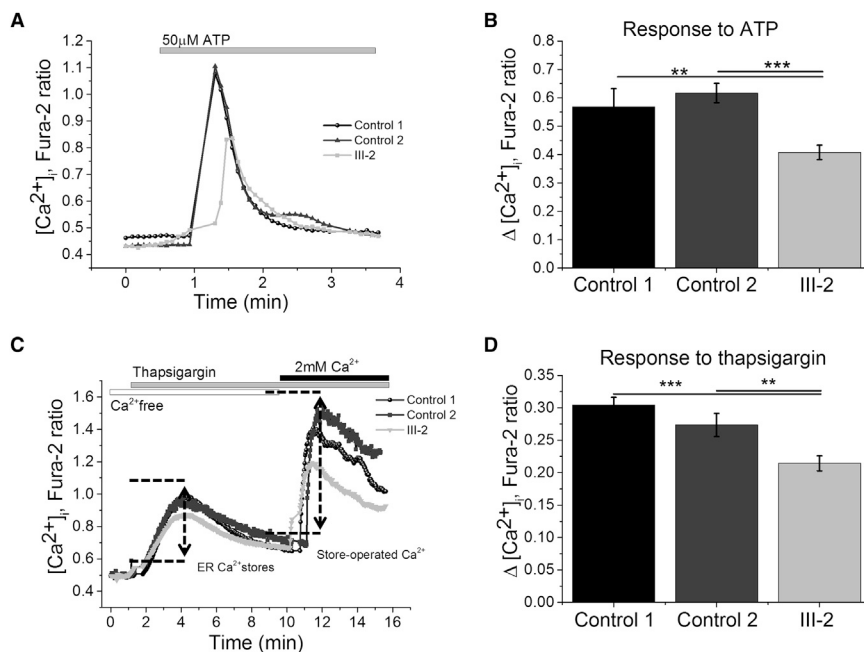 A
50μM ATP
1.2
1.1
1.0
0.9
0.8
0.7
0.6
0.5
0.4
[Ca2+]i, Fura-2 ratio
Control 1
Control 2
III-2
0 1 2 3 4
Time (min)
B
Response to ATP
** ***
0.8
0.7
0.6
0.5
0.4
0.3
0.2
0.1
0.0
Δ [Ca2+]i, Fura-2 ratio
Control 1 Control 2 III-2
C
2mM Ca2+
Thapsigargin
Ca2+free
1.6
1.4
1.2
1.0
0.8
0.6
0.4
[Ca2+]i, Fura-2 ratio
Control 1
Control 2
III-2
ER Ca2+stores
Store-operated Ca2+
0 2 4 6 8 10 12 14 16
Time (min)
D
Response to thapsigargin
*** **
0.35
0.30
0.25
0.20
0.15
0.10
0.05
0.00
Δ [Ca2+]i, Fura-2 ratio
Control 1 Control 2 III-2